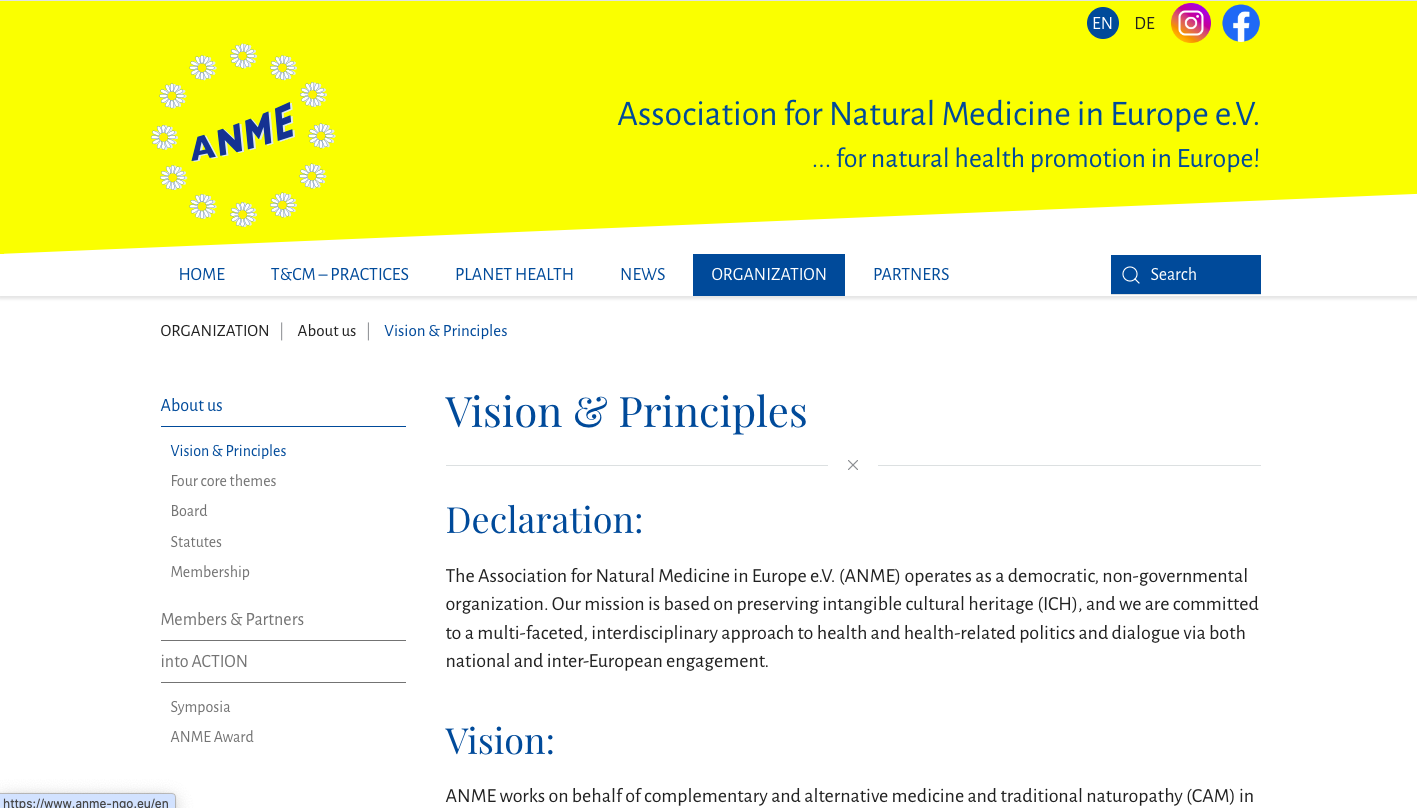 EN DE
ANME
Association for Natural Medicine in Europe e.V.
... for natural health promotion in Europe!
HOME T&CM – PRACTICES PLANET HEALTH NEWS ORGANIZATION PARTNERS Search
ORGANIZATION | About us | Vision & Principles
About us
Vision & Principles
Four core themes
Board
Statutes
Membership
Members & Partners
into ACTION
Symposia
ANME Award
Vision & Principles
Declaration:
The Association for Natural Medicine in Europe e.V. (ANME) operates as a democratic, non-governmental
organization. Our mission is based on preserving intangible cultural heritage (ICH), and we are committed
to a multi-faceted, interdisciplinary approach to health and health-related politics and dialogue via both
national and inter-European engagement.
Vision:
ANME works on behalf of complementary and alternative medicine and traditional naturopathy (CAM) in
https://www.anme-ngo.eu/en